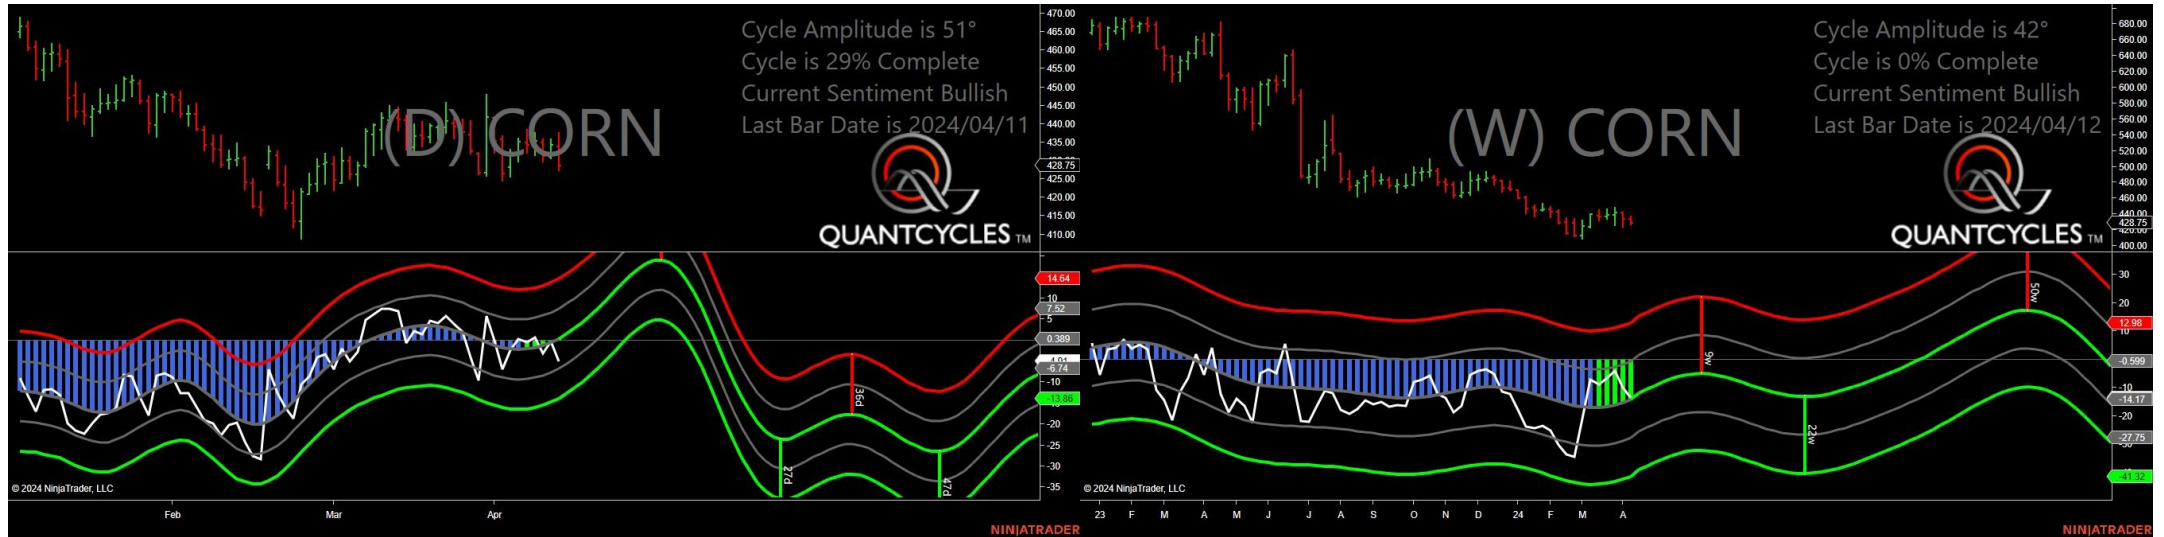 Cycle Amplitude is 51°
Cycle is 29% Complete
Current Sentiment Bullish
Last Bar Date is 2024/04/11
(D) CORN
QUANTCYCLES TM
470.00
465.00
460.00
455.00
450.00
445.00
440.00
435.00
428.75
425.00
420.00
415.00
410.00
14.64
10
7.52
5
0.389
-4.91
-6.74
-10
-13.86
-20
-25
-30
-35
36d
27d
47d
© 2024 NinjaTrader, LLC
Feb
Mar
Apr
NINJATRADER
Cycle Amplitude is 42°
Cycle is 0% Complete
Current Sentiment Bullish
Last Bar Date is 2024/04/12
(W) CORN
QUANTCYCLES TM
680.00
660.00
640.00
620.00
600.00
580.00
560.00
540.00
520.00
500.00
480.00
460.00
440.00
428.75
420.00
400.00
30
20
12.98
10
-0.599
-10
-14.17
-20
-27.75
-41.32
50w
9w
22w
© 2024 NinjaTrader, LLC
23 F M A M J J A S O N D 24 F M A
NINJATRADER